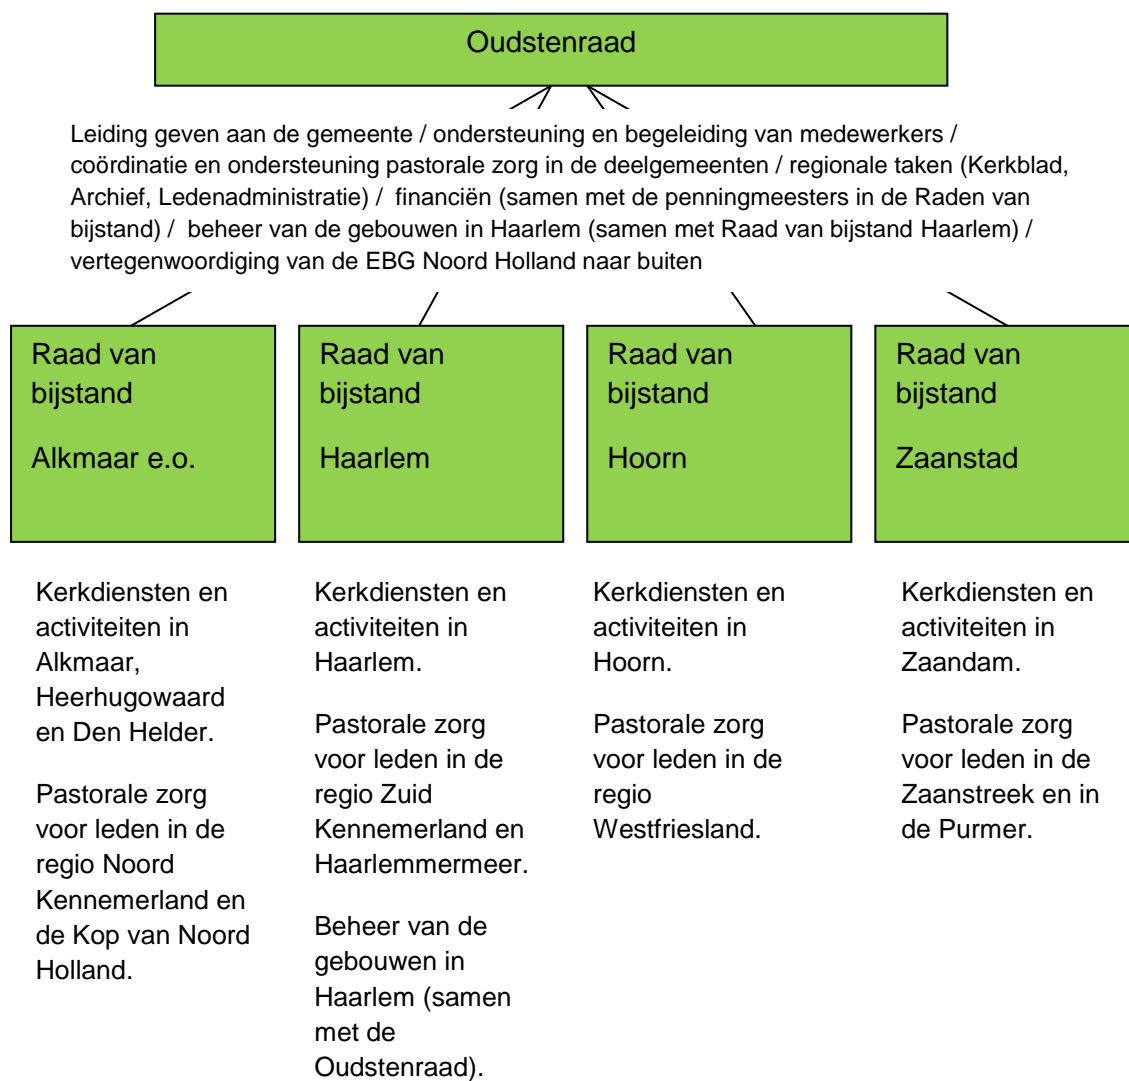 Oudstenraad
Leiding geven aan de gemeente / ondersteuning en begeleiding van medewerkers /
coördinatie en ondersteuning pastorale zorg in de deelgemeenten / regionale taken (Kerkblad,
Archief, Ledenadministratie) / financiën (samen met de penningmeesters in de Raden van
bijstand) / beheer van de gebouwen in Haarlem (samen met Raad van bijstand Haarlem) /
vertegenwoordiging van de EBG Noord Holland naar buiten
Raad van
bijstand
Alkmaar e.o.
Raad van
bijstand
Haarlem
Raad van
bijstand
Hoorn
Raad van
bijstand
Zaanstad
Kerkdiensten en
activiteiten in
Alkmaar,
Heerhugowaard
en Den Helder.
Pastorale zorg
voor leden in de
regio Noord
Kennemerland en
de Kop van Noord
Holland.
Kerkdiensten en
activiteiten in
Haarlem.
Pastorale zorg
voor leden in de
regio Zuid
Kennemerland en
Haarlemmermeer.
Beheer van de
gebouwen in
Haarlem (samen
met de
Oudstenraad).
Kerkdiensten en
activiteiten in
Hoorn.
Pastorale zorg
voor leden in de
regio
Westfriesland.
Kerkdiensten en
activiteiten in
Zaandam.
Pastorale zorg
voor leden in de
Zaanstreek en in
de Purmer.